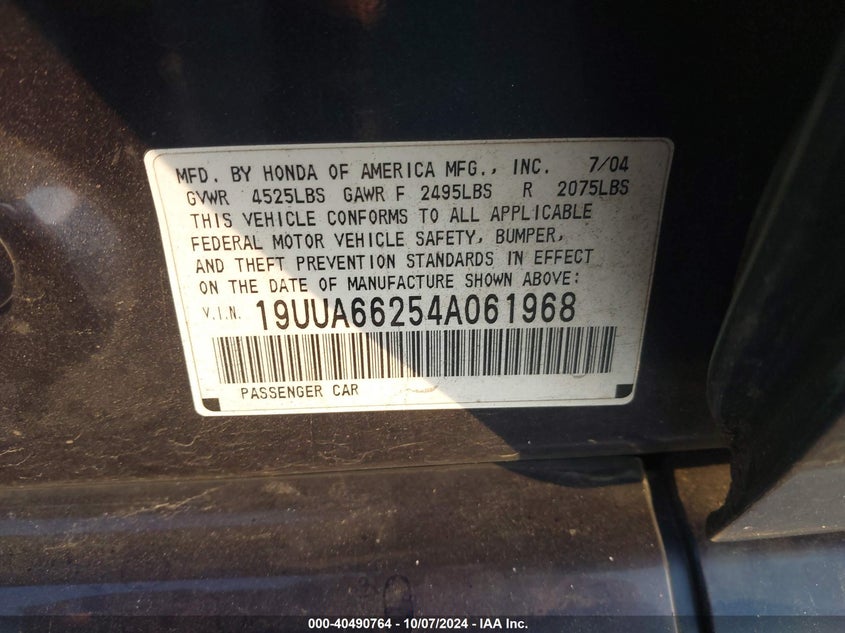 MFD. BY HONDA OF AMERICA MFG., INC. 7/04
GVWR 4525LBS GAWR F 2495LBS R 2075LBS
THIS VEHICLE CONFORMS TO ALL APPLICABLE
FEDERAL MOTOR VEHICLE SAFETY, BUMPER,
AND THEFT PREVENTION STANDARDS IN EFFECT
ON THE DATE OF MANUFACTURE SHOWN ABOVE:
V.I.N. 19UUA66254A061968
PASSENGER CAR
000-40490764 - 10/07/2024 - IAA Inc.